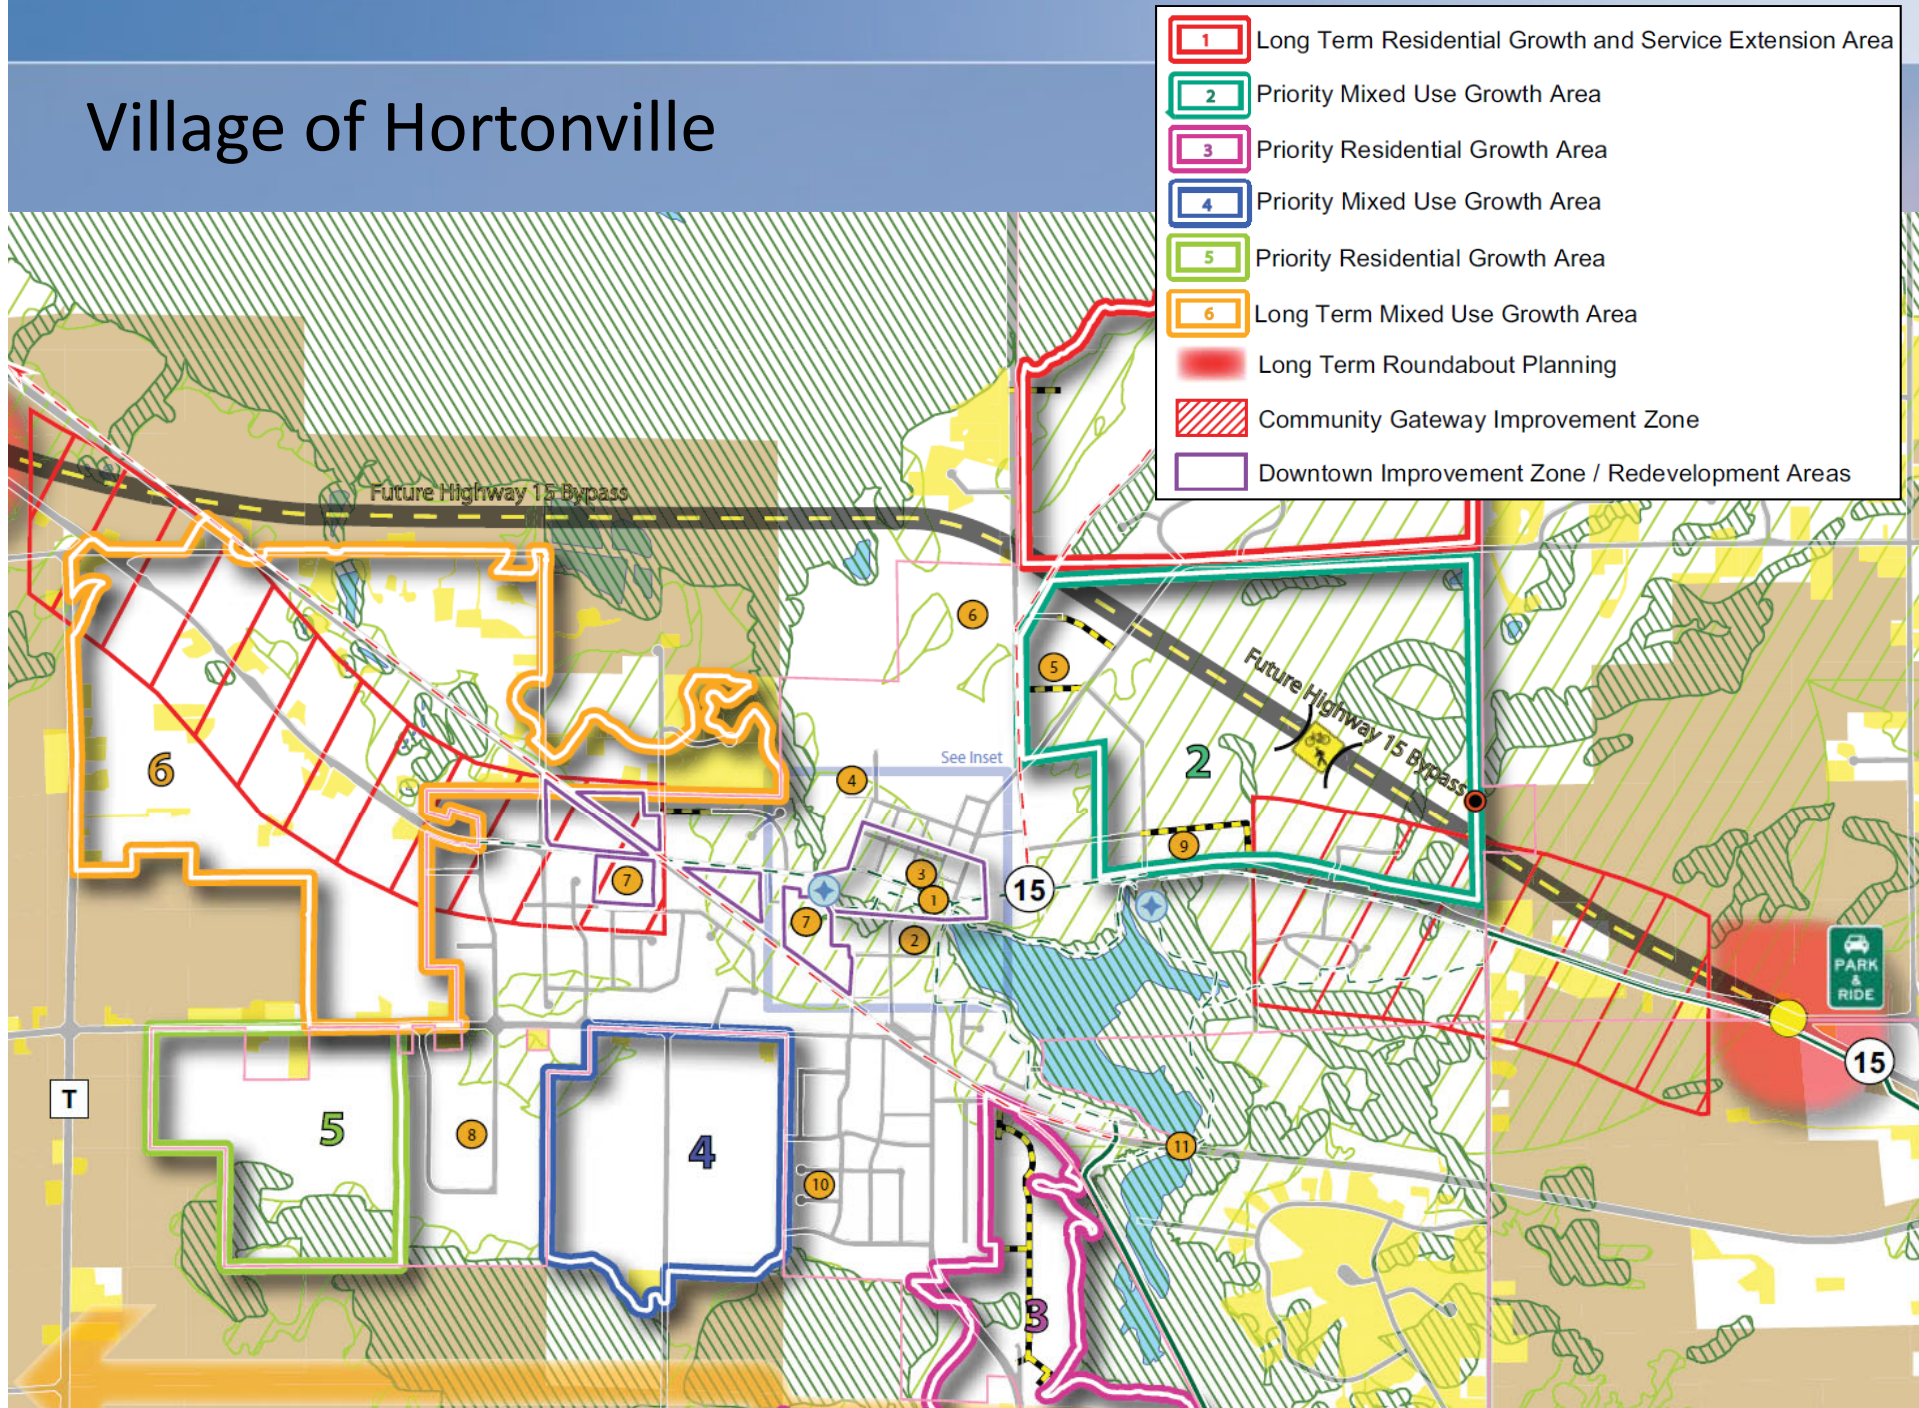 Village of Hortonville
1 Long Term Residential Growth and Service Extension Area
2 Priority Mixed Use Growth Area
3 Priority Residential Growth Area
4 Priority Mixed Use Growth Area
5 Priority Residential Growth Area
6 Long Term Mixed Use Growth Area
Long Term Roundabout Planning
Community Gateway Improvement Zone
Downtown Improvement Zone / Redevelopment Areas
Future Highway 15 Bypass
6
5
Future Highway 15 Bypass
2
6
See Inset
4
9
3
7
15
1
7
2
PARK
&
RIDE
15
T
5
8
4
11
10
3